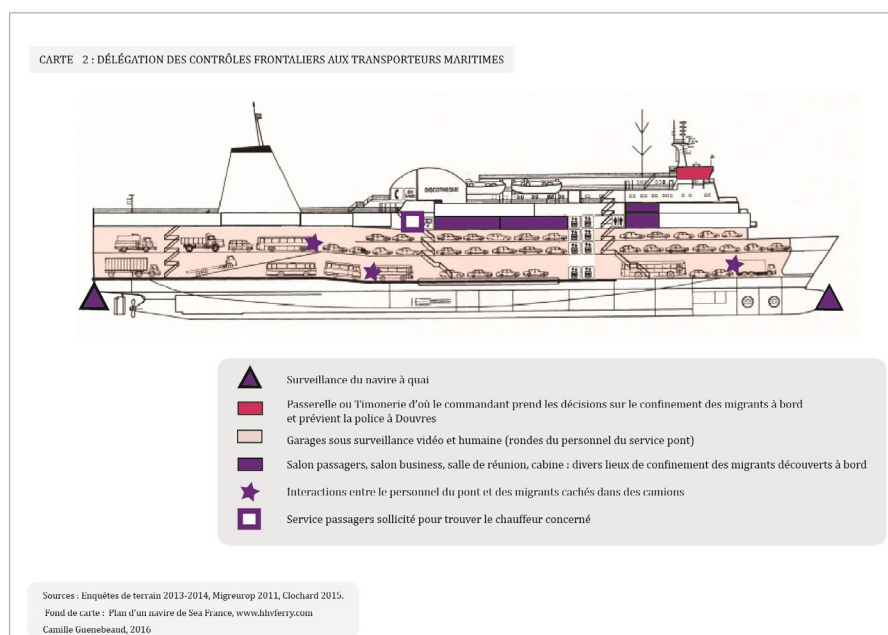 CARTE 2 : DÉLÉGATION DES CONTRÔLES FRONTALIERS AUX TRANSPORTEURS MARITIMES
DISCOTHEQUE
Surveillance du navire à quai
Passerelle ou Timonerie d'où le commandant prend les décisions sur le confinement des migrants à bord
et prévient la police à Douvres
Garages sous surveillance vidéo et humaine (rondes du personnel du service pont)
Salon passagers, salon business, salle de réunion, cabine : divers lieux de confinement des migrants découverts à bord
Interactions entre le personnel du pont et des migrants cachés dans des camions
Service passagers sollicité pour trouver le chauffeur concerné
Sources : Enquêtes de terrain 2013-2014, Migreurop 2011, Clochard 2015.
Fond de carte : Plan d'un navire de Sea France, www.hhvferry.com
Camille Guenebeaud, 2016